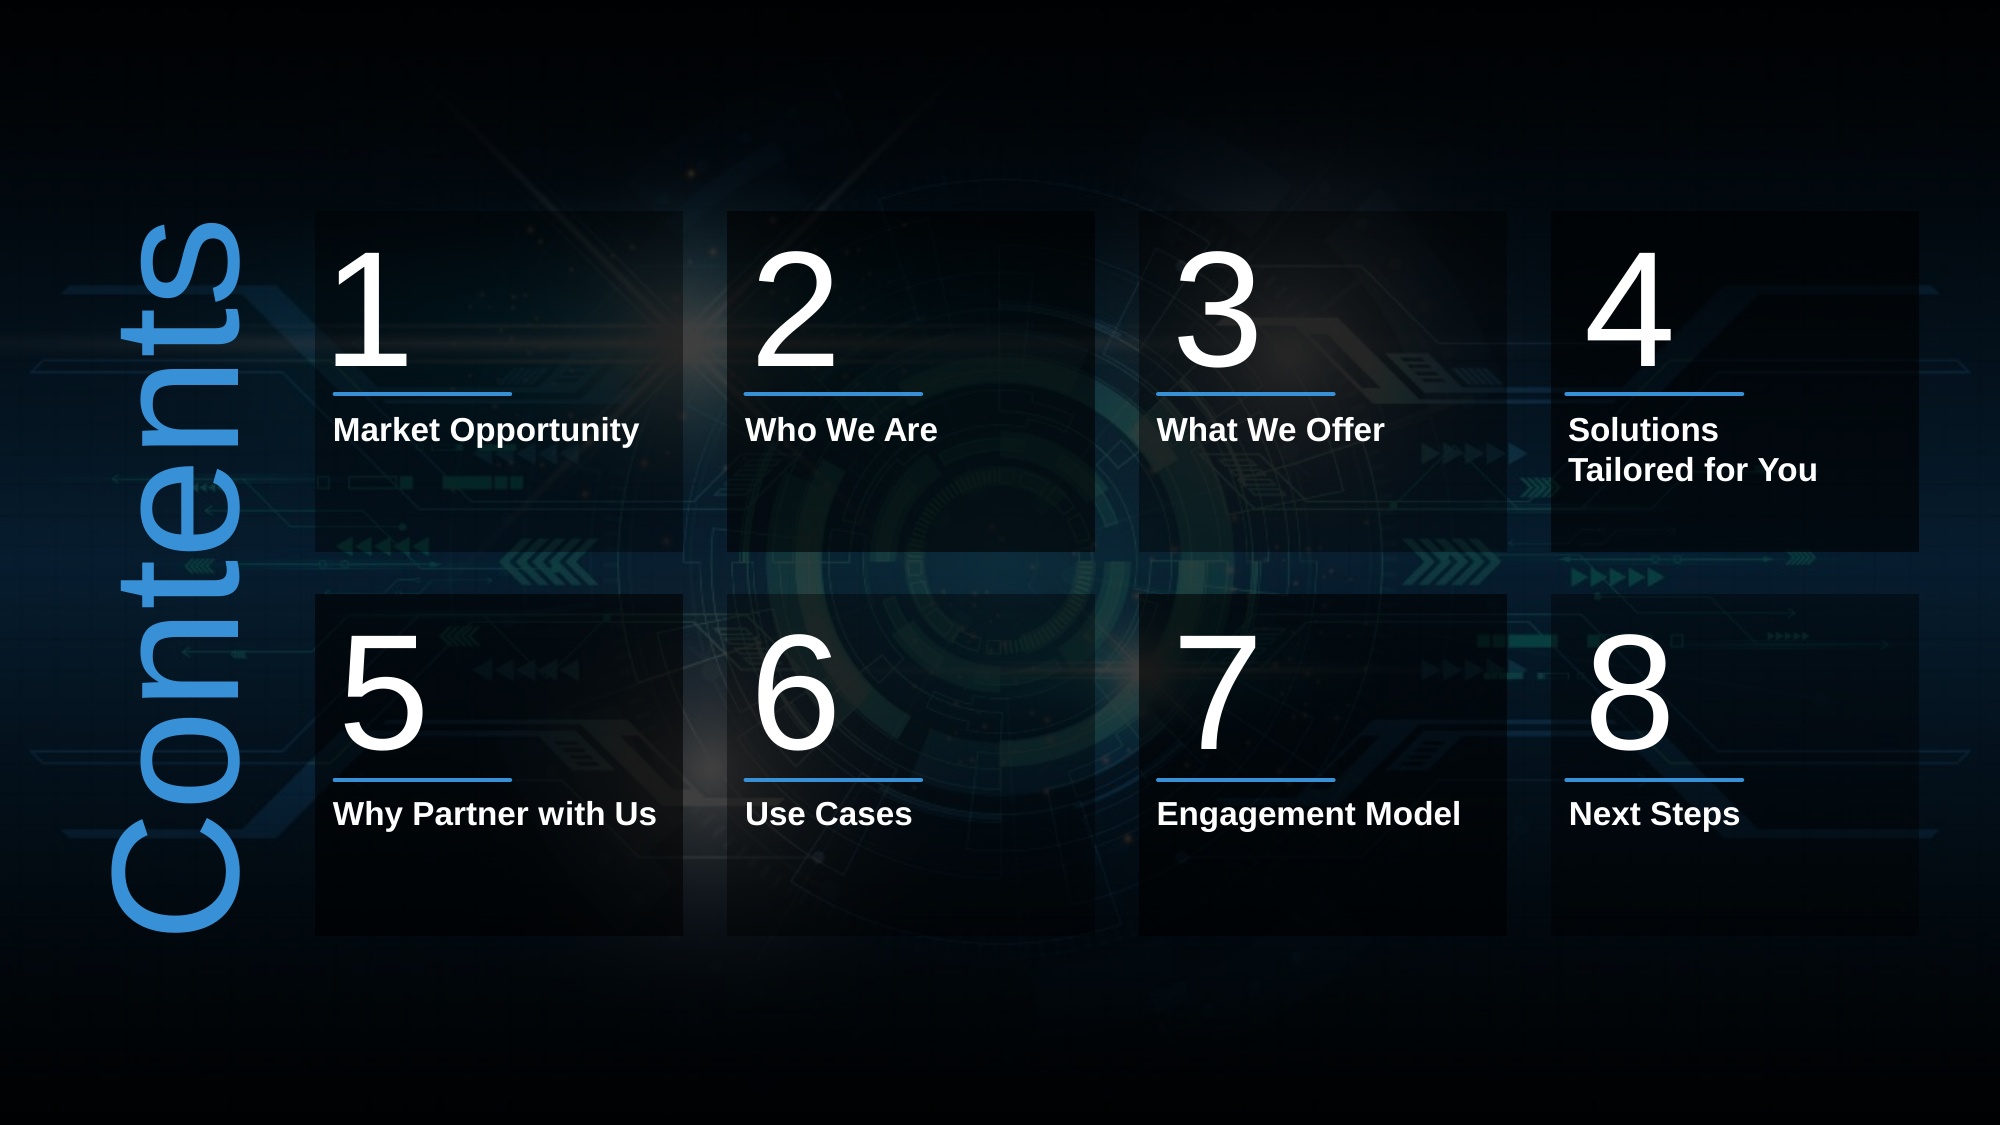 Contents
1
Market Opportunity
2
Who We Are
3
What We Offer
4
Solutions
Tailored for You
5
Why Partner with Us
6
Use Cases
7
Engagement Model
8
Next Steps